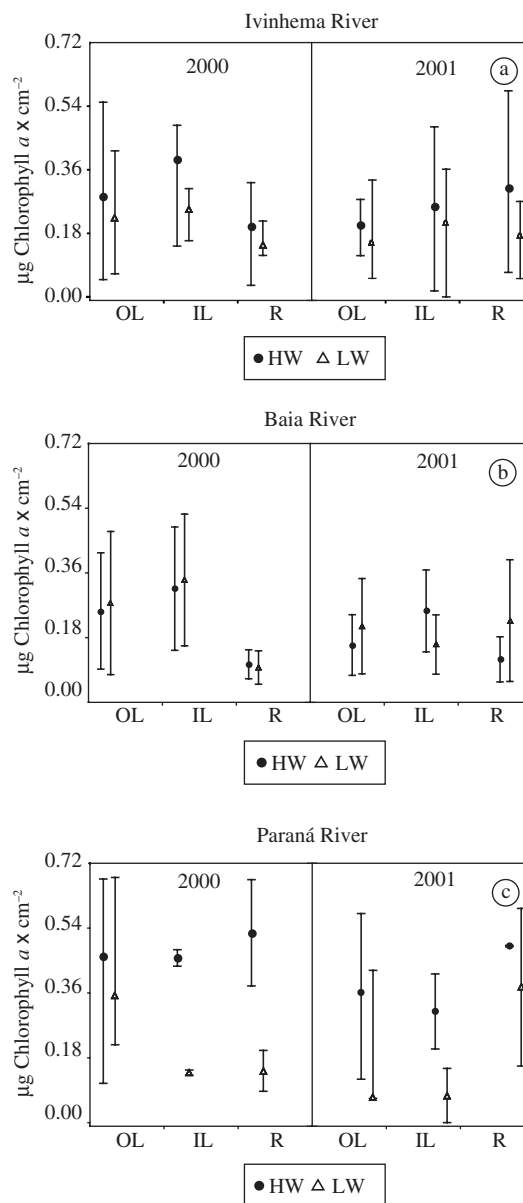 Ivinhema River
0.72
2000
2001
a
0.54
0.36
0.18
0.00
µg Chlorophyll a x cm⁻²
OL IL R OL IL R
HW LW
Baia River
0.72
2000
2001
b
0.54
0.36
0.18
0.00
µg Chlorophyll a x cm⁻²
OL IL R OL IL R
HW LW
Paraná River
0.72
2000
2001
c
0.54
0.36
0.18
0.00
µg Chlorophyll a x cm⁻²
OL IL R OL IL R
HW LW